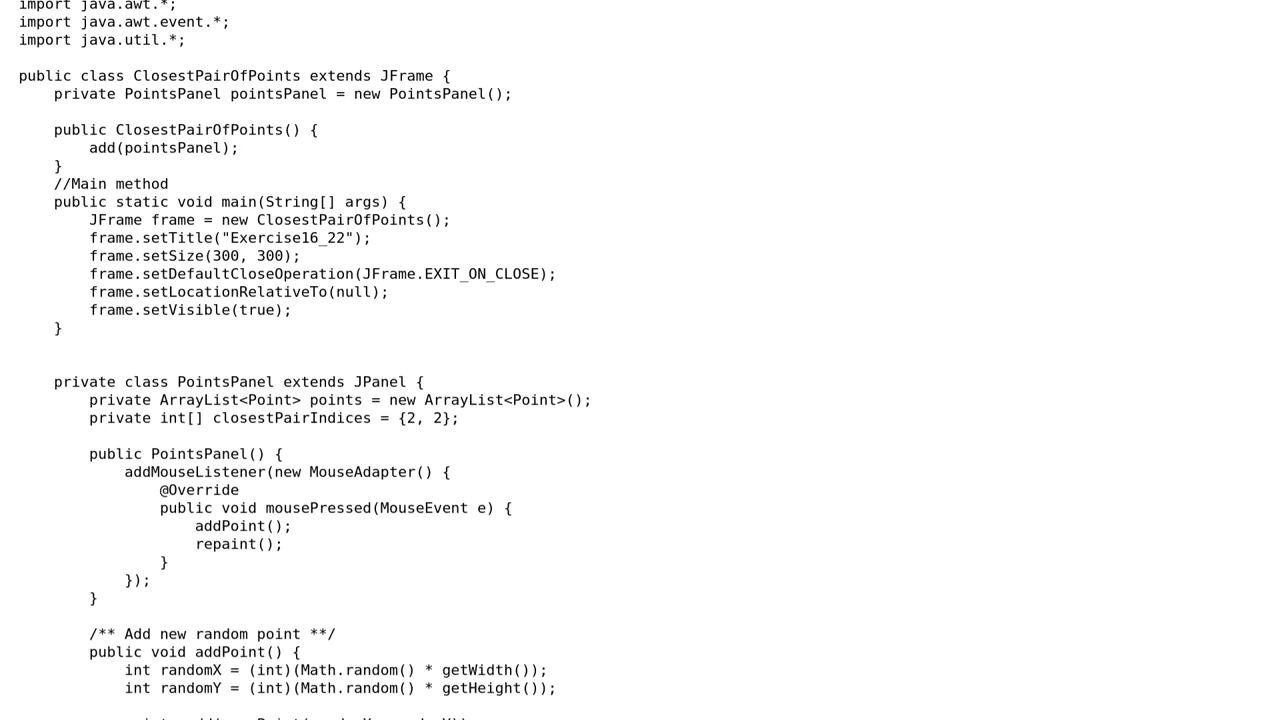 import java.awt.*;
import java.awt.event.*;
import java.util.*;

public class ClosestPairOfPoints extends JFrame {
    private PointsPanel pointsPanel = new PointsPanel();

    public ClosestPairOfPoints() {
        add(pointsPanel);
    }
    //Main method
    public static void main(String[] args) {
        JFrame frame = new ClosestPairOfPoints();
        frame.setTitle("Exercise16_22");
        frame.setSize(300, 300);
        frame.setDefaultCloseOperation(JFrame.EXIT_ON_CLOSE);
        frame.setLocationRelativeTo(null);
        frame.setVisible(true);
    }

    private class PointsPanel extends JPanel {
        private ArrayList<Point> points = new ArrayList<Point>();
        private int[] closestPairIndices = {2, 2};

        public PointsPanel() {
            addMouseListener(new MouseAdapter() {
                @Override
                public void mousePressed(MouseEvent e) {
                    addPoint();
                    repaint();
                }
            });
        }

        /** Add new random point **/
        public void addPoint() {
            int randomX = (int)(Math.random() * getWidth());
            int randomY = (int)(Math.random() * getHeight());